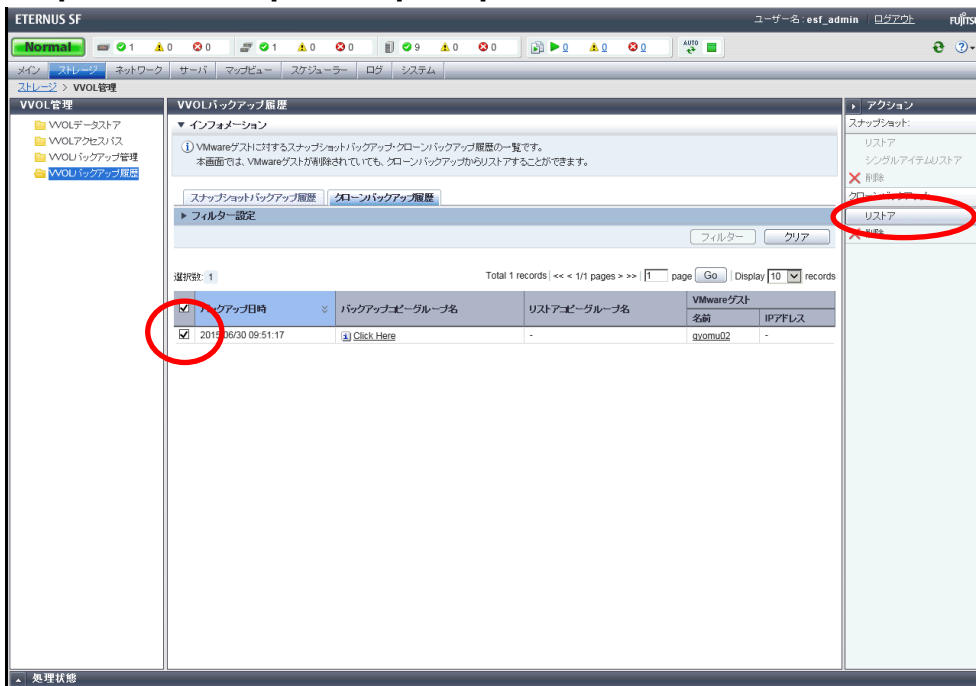 ETERNUS SF ユーザー名 : esf_admin ログアウト FUJITSU
Normal 1 0 0 1 0 0 9 0 0 0 0 0 AUTO
メイン ストレージ ネットワーク サーバ マップビュー スケジューラー ログ システム
ストレージ > VVOL管理
VVOL管理
VVOLデータストア
VVOLアクセスパス
VVOLバックアップ管理
VVOLバックアップ履歴
VVOLバックアップ履歴
▼ インフォメーション
VMwareゲストに対するスナップショットバックアップ・クローンバックアップ履歴の一覧です。
本画面では、VMwareゲストが削除されていても、クローンバックアップからリストアすることができます。
スナップショットバックアップ履歴 クローンバックアップ履歴
▶ フィルター設定
フィルター クリア
選択数: 1 Total 1 records | << < 1/1 pages > >> | 1 page Go | Display 10 records
バックアップ日時 バックアップコピーグループ名 リストアコピーグループ名 VMwareゲスト
名前 IPアドレス
2015/06/30 09:51:17 Click Here - gyomu02 -
アクション
スナップショット:
リストア
シングルアイテムリストア
削除
リストア
削除
処理状態